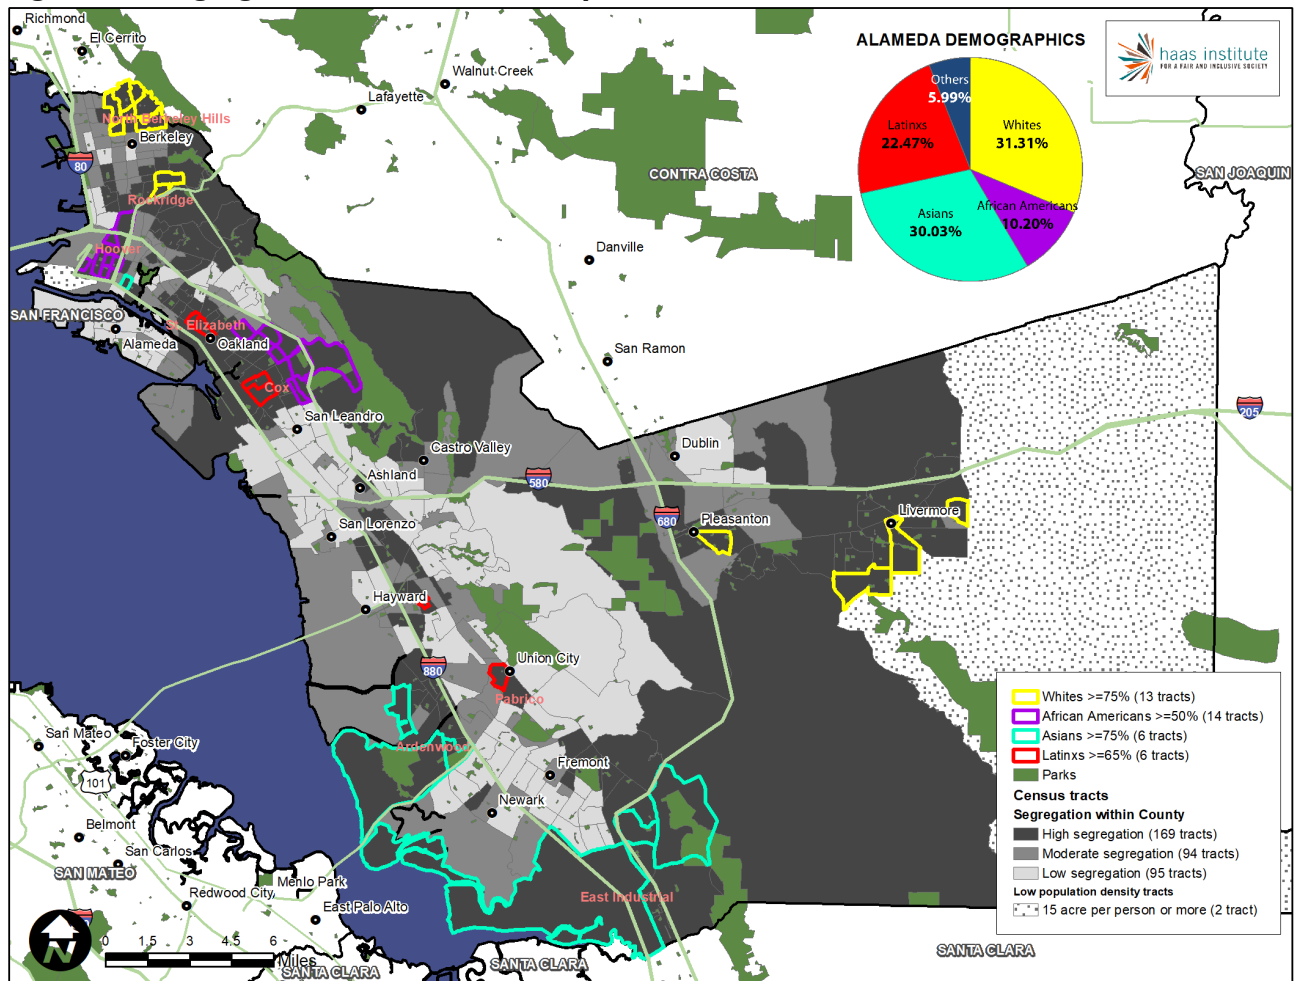 Richmond
El Cerrito
Walnut Creek
Lafayette
North Berkeley Hills
Berkeley
80
Rockridge
Hoover
CONTRA COSTA
SAN JOAQUIN
Danville
ALAMEDA DEMOGRAPHICS
Others
5.99%
Latinxs
22.47%
Whites
31.31%
Asians
30.03%
African Americans
10.20%
haas institute
FOR A FAIR AND INCLUSIVE SOCIETY
SAN FRANCISCO
St. Elizabeth
Alameda
Oakland
San Ramon
Cox
205
San Leandro
Castro Valley
Dublin
Ashland
580
San Lorenzo
680
Pleasanton
Livermore
Hayward
880
Union City
Fabrico
Ardenwood
Fremont
Newark
East Industrial
San Mateo
Foster City
101
Belmont
San Carlos
SAN MATEO
Redwood City
Menlo Park
East Palo Alto
SANTA CLARA
SANTA CLARA
SANTA CLARA
N
0 1.5 3 4.5 6
Miles
Whites >=75% (13 tracts)
African Americans >=50% (14 tracts)
Asians >=75% (6 tracts)
Latinxs >=65% (6 tracts)
Parks
Census tracts
Segregation within County
High segregation (169 tracts)
Moderate segregation (94 tracts)
Low segregation (95 tracts)
Low population density tracts
15 acre per person or more (2 tract)